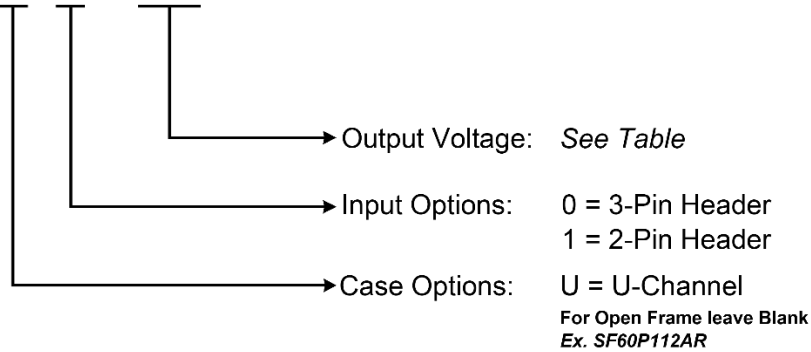 Output Voltage: See Table
Input Options: 0 = 3-Pin Header
1 = 2-Pin Header
Case Options: U = U-Channel
For Open Frame leave Blank
Ex. SF60P112AR